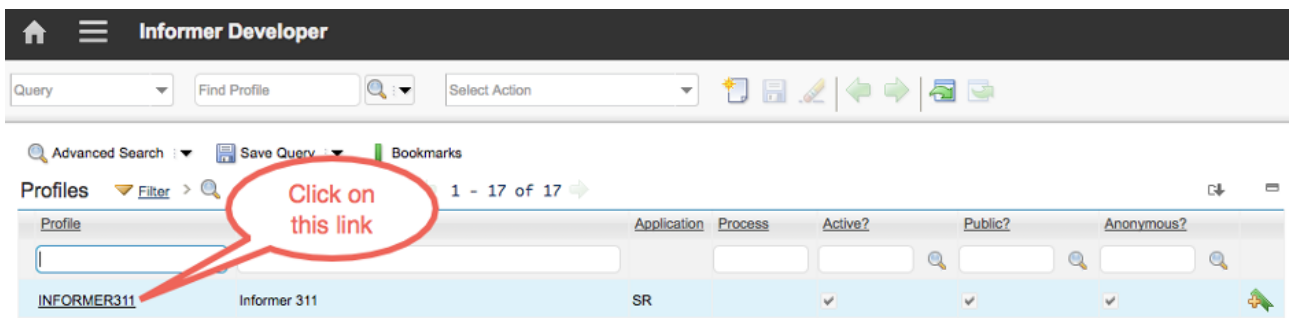 Informer Developer
Query Find Profile Select Action
Advanced Search Save Query Bookmarks
Profiles Filter > 1 - 17 of 17
Click on
this link
Profile Application Process Active? Public? Anonymous?
INFORMER311 Informer 311 SR